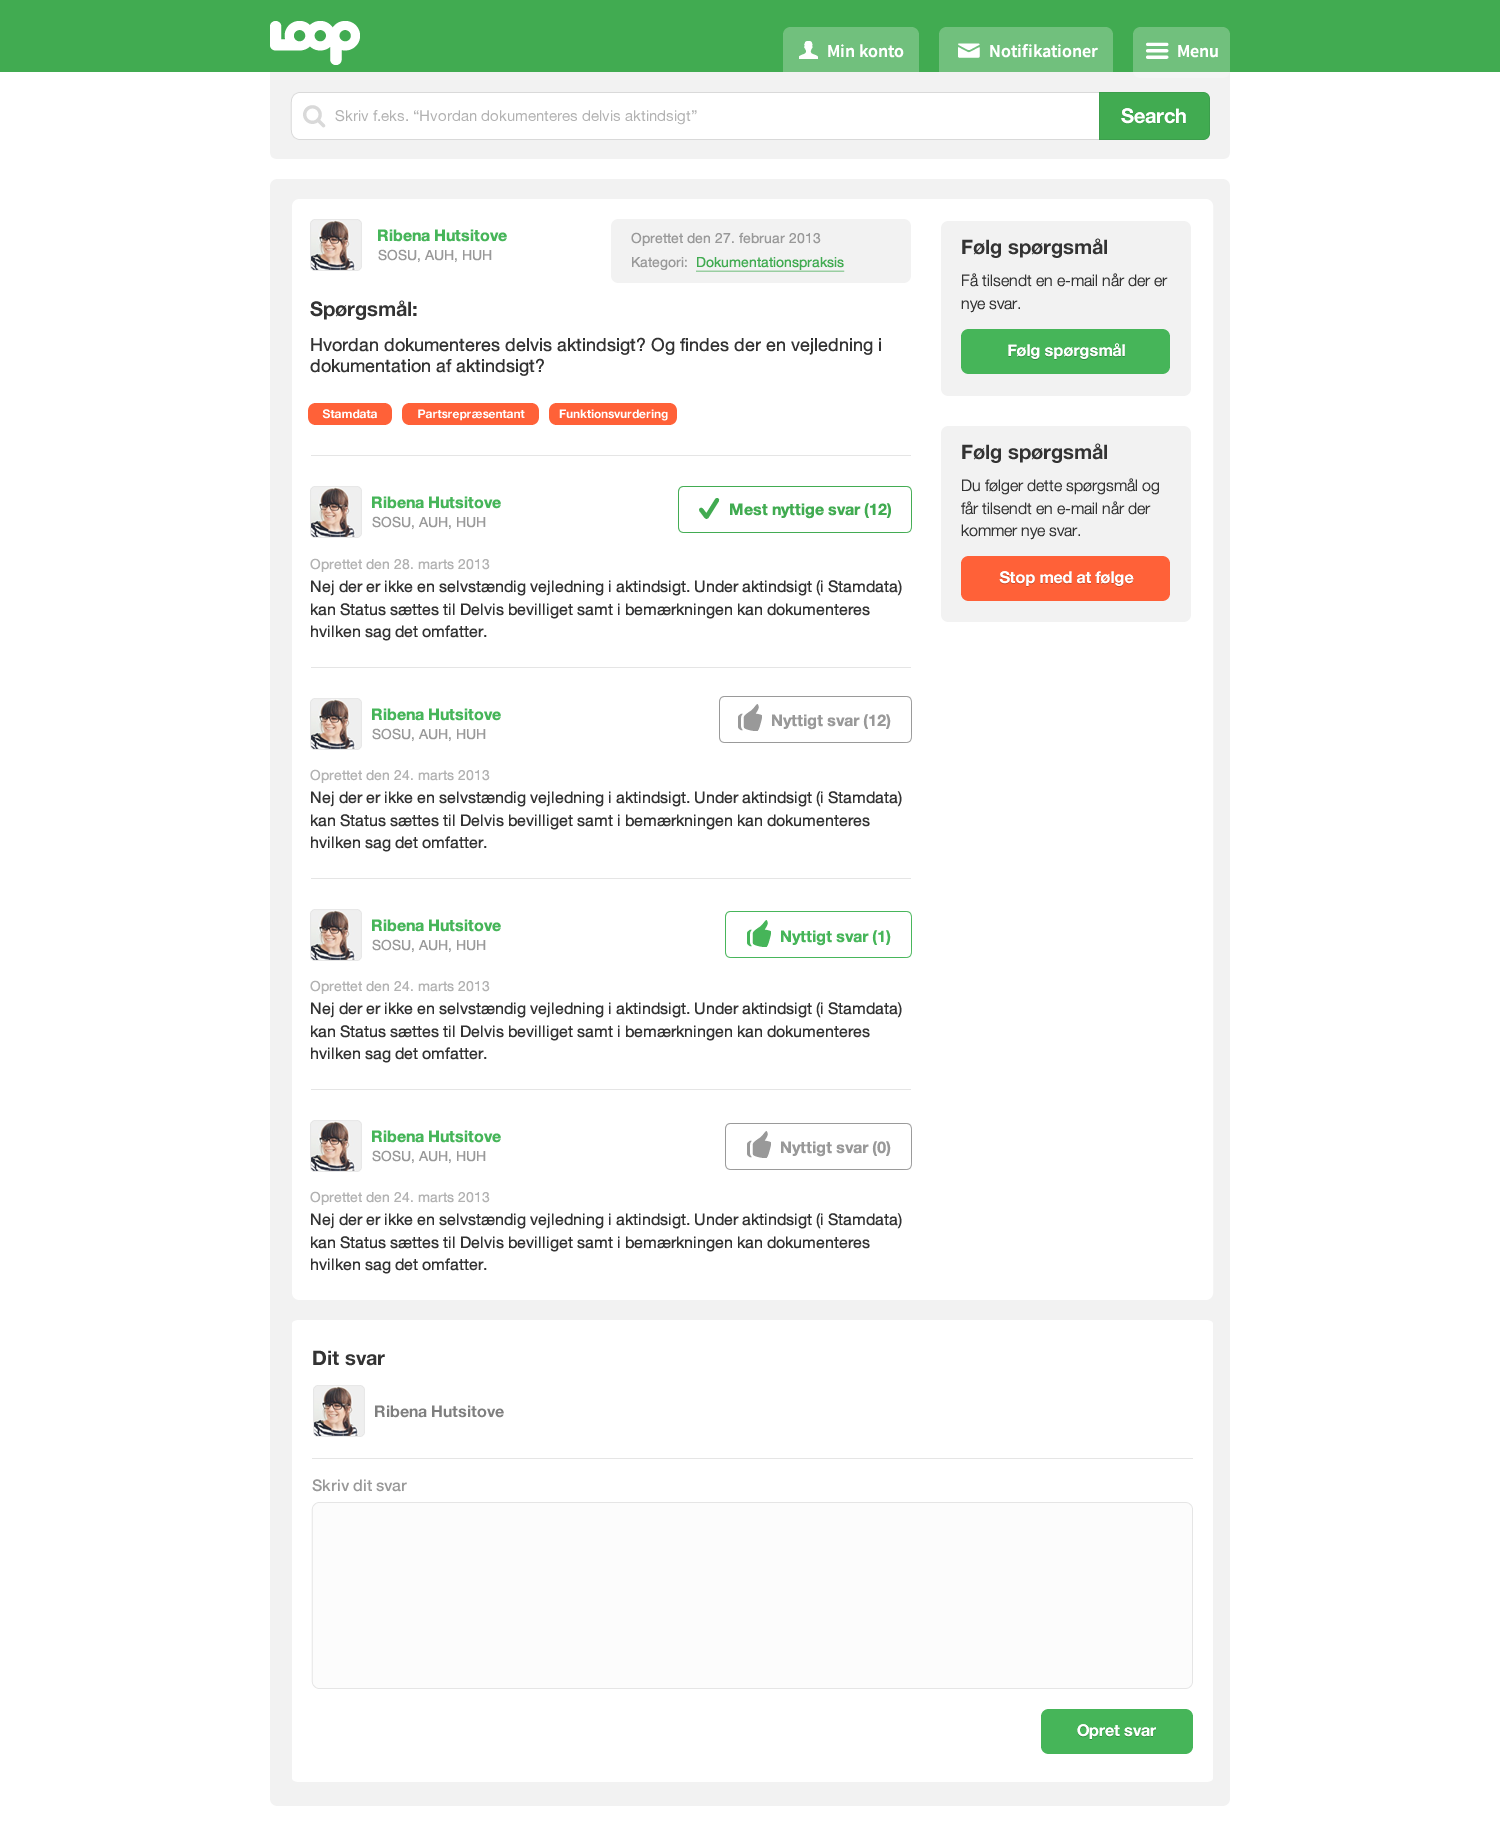 Loop
Min konto
Notifikationer
Menu
Skriv f.eks. “Hvordan dokumenteres delvis aktindsigt”
Search
Ribena Hutsitove
SOSU, AUH, HUH
Oprettet den 27. februar 2013
Kategori: Dokumentationspraksis
Spørgsmål:
Hvordan dokumenteres delvis aktindsigt? Og findes der en vejledning i
dokumentation af aktindsigt?
Stamdata
Partsrepræsentant
Funktionsvurdering
Følg spørgsmål
Få tilsendt en e-mail når der er
nye svar.
Følg spørgsmål
Følg spørgsmål
Du følger dette spørgsmål og
får tilsendt en e-mail når der
kommer nye svar.
Stop med at følge
Ribena Hutsitove
SOSU, AUH, HUH
Mest nyttige svar (12)
Oprettet den 28. marts 2013
Nej der er ikke en selvstændig vejledning i aktindsigt. Under aktindsigt (i Stamdata)
kan Status sættes til Delvis bevilliget samt i bemærkningen kan dokumenteres
hvilken sag det omfatter.
Ribena Hutsitove
SOSU, AUH, HUH
Nyttigt svar (12)
Oprettet den 24. marts 2013
Nej der er ikke en selvstændig vejledning i aktindsigt. Under aktindsigt (i Stamdata)
kan Status sættes til Delvis bevilliget samt i bemærkningen kan dokumenteres
hvilken sag det omfatter.
Ribena Hutsitove
SOSU, AUH, HUH
Nyttigt svar (1)
Oprettet den 24. marts 2013
Nej der er ikke en selvstændig vejledning i aktindsigt. Under aktindsigt (i Stamdata)
kan Status sættes til Delvis bevilliget samt i bemærkningen kan dokumenteres
hvilken sag det omfatter.
Ribena Hutsitove
SOSU, AUH, HUH
Nyttigt svar (0)
Oprettet den 24. marts 2013
Nej der er ikke en selvstændig vejledning i aktindsigt. Under aktindsigt (i Stamdata)
kan Status sættes til Delvis bevilliget samt i bemærkningen kan dokumenteres
hvilken sag det omfatter.
Dit svar
Ribena Hutsitove
Skriv dit svar
Opret svar